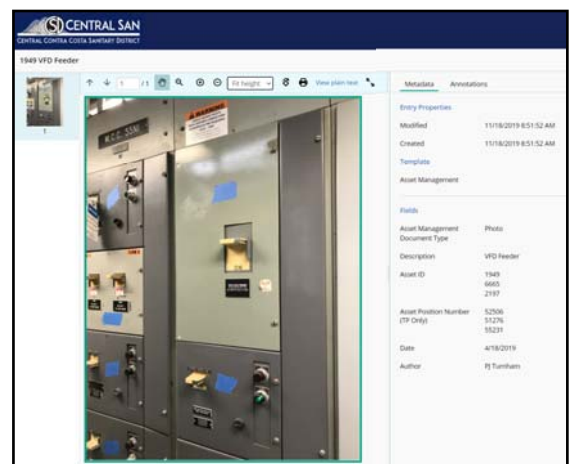 CENTRAL SAN
CENTRAL CONTRA COSTA SANITARY DISTRICT
1949 VFD Feeder
1 / 1 Fit height View plain text
1
Metadata Annotations
Entry Properties
Modified 11/18/2019 8:51:52 AM
Created 11/18/2019 8:51:52 AM
Template
Asset Management
Fields
Asset Management Document Type Photo
Description VFD Feeder
Asset ID 1949
6665
2197
Asset Position Number (TP Only) 52506
51276
55231
Date 4/18/2019
Author PJ Turnham
WARNING
M.C.C. 55A1